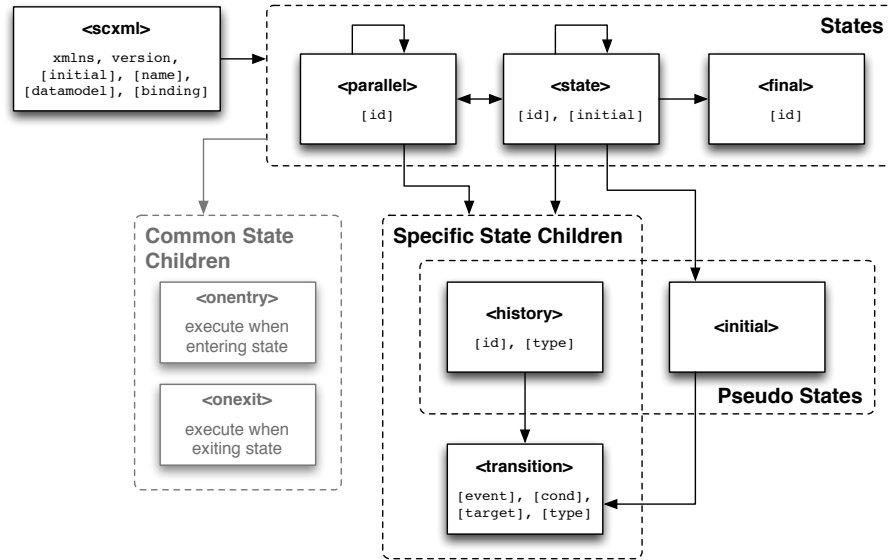 <scxml>
xmlns, version,
[initial], [name],
[datamodel], [binding]
States
<parallel>
[id]
<state>
[id], [initial]
<final>
[id]
Common State
Children
<onentry>
execute when
entering state
<onexit>
execute when
exiting state
Specific State Children
<history>
[id], [type]
<initial>
Pseudo States
<transition>
[event], [cond],
[target], [type]